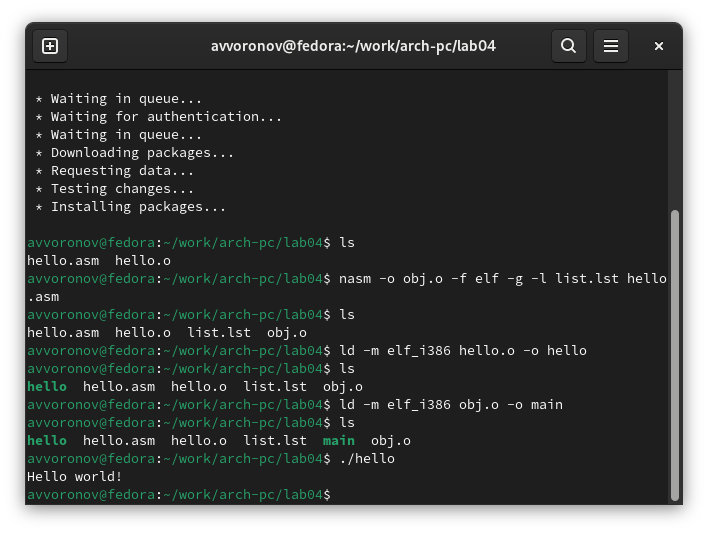 avvoronov@fedora:~/work/arch-pc/lab04
* Waiting in queue...
* Waiting for authentication...
* Waiting in queue...
* Downloading packages...
* Requesting data...
* Testing changes...
* Installing packages...
avvoronov@fedora:~/work/arch-pc/lab04$ ls
hello.asm  hello.o
avvoronov@fedora:~/work/arch-pc/lab04$ nasm -o obj.o -f elf -g -l list.lst hello
.asm
avvoronov@fedora:~/work/arch-pc/lab04$ ls
hello.asm  hello.o  list.lst  obj.o
avvoronov@fedora:~/work/arch-pc/lab04$ ld -m elf_i386 hello.o -o hello
avvoronov@fedora:~/work/arch-pc/lab04$ ls
hello  hello.asm  hello.o  list.lst  obj.o
avvoronov@fedora:~/work/arch-pc/lab04$ ld -m elf_i386 obj.o -o main
avvoronov@fedora:~/work/arch-pc/lab04$ ls
hello  hello.asm  hello.o  list.lst  main  obj.o
avvoronov@fedora:~/work/arch-pc/lab04$ ./hello
Hello world!
avvoronov@fedora:~/work/arch-pc/lab04$